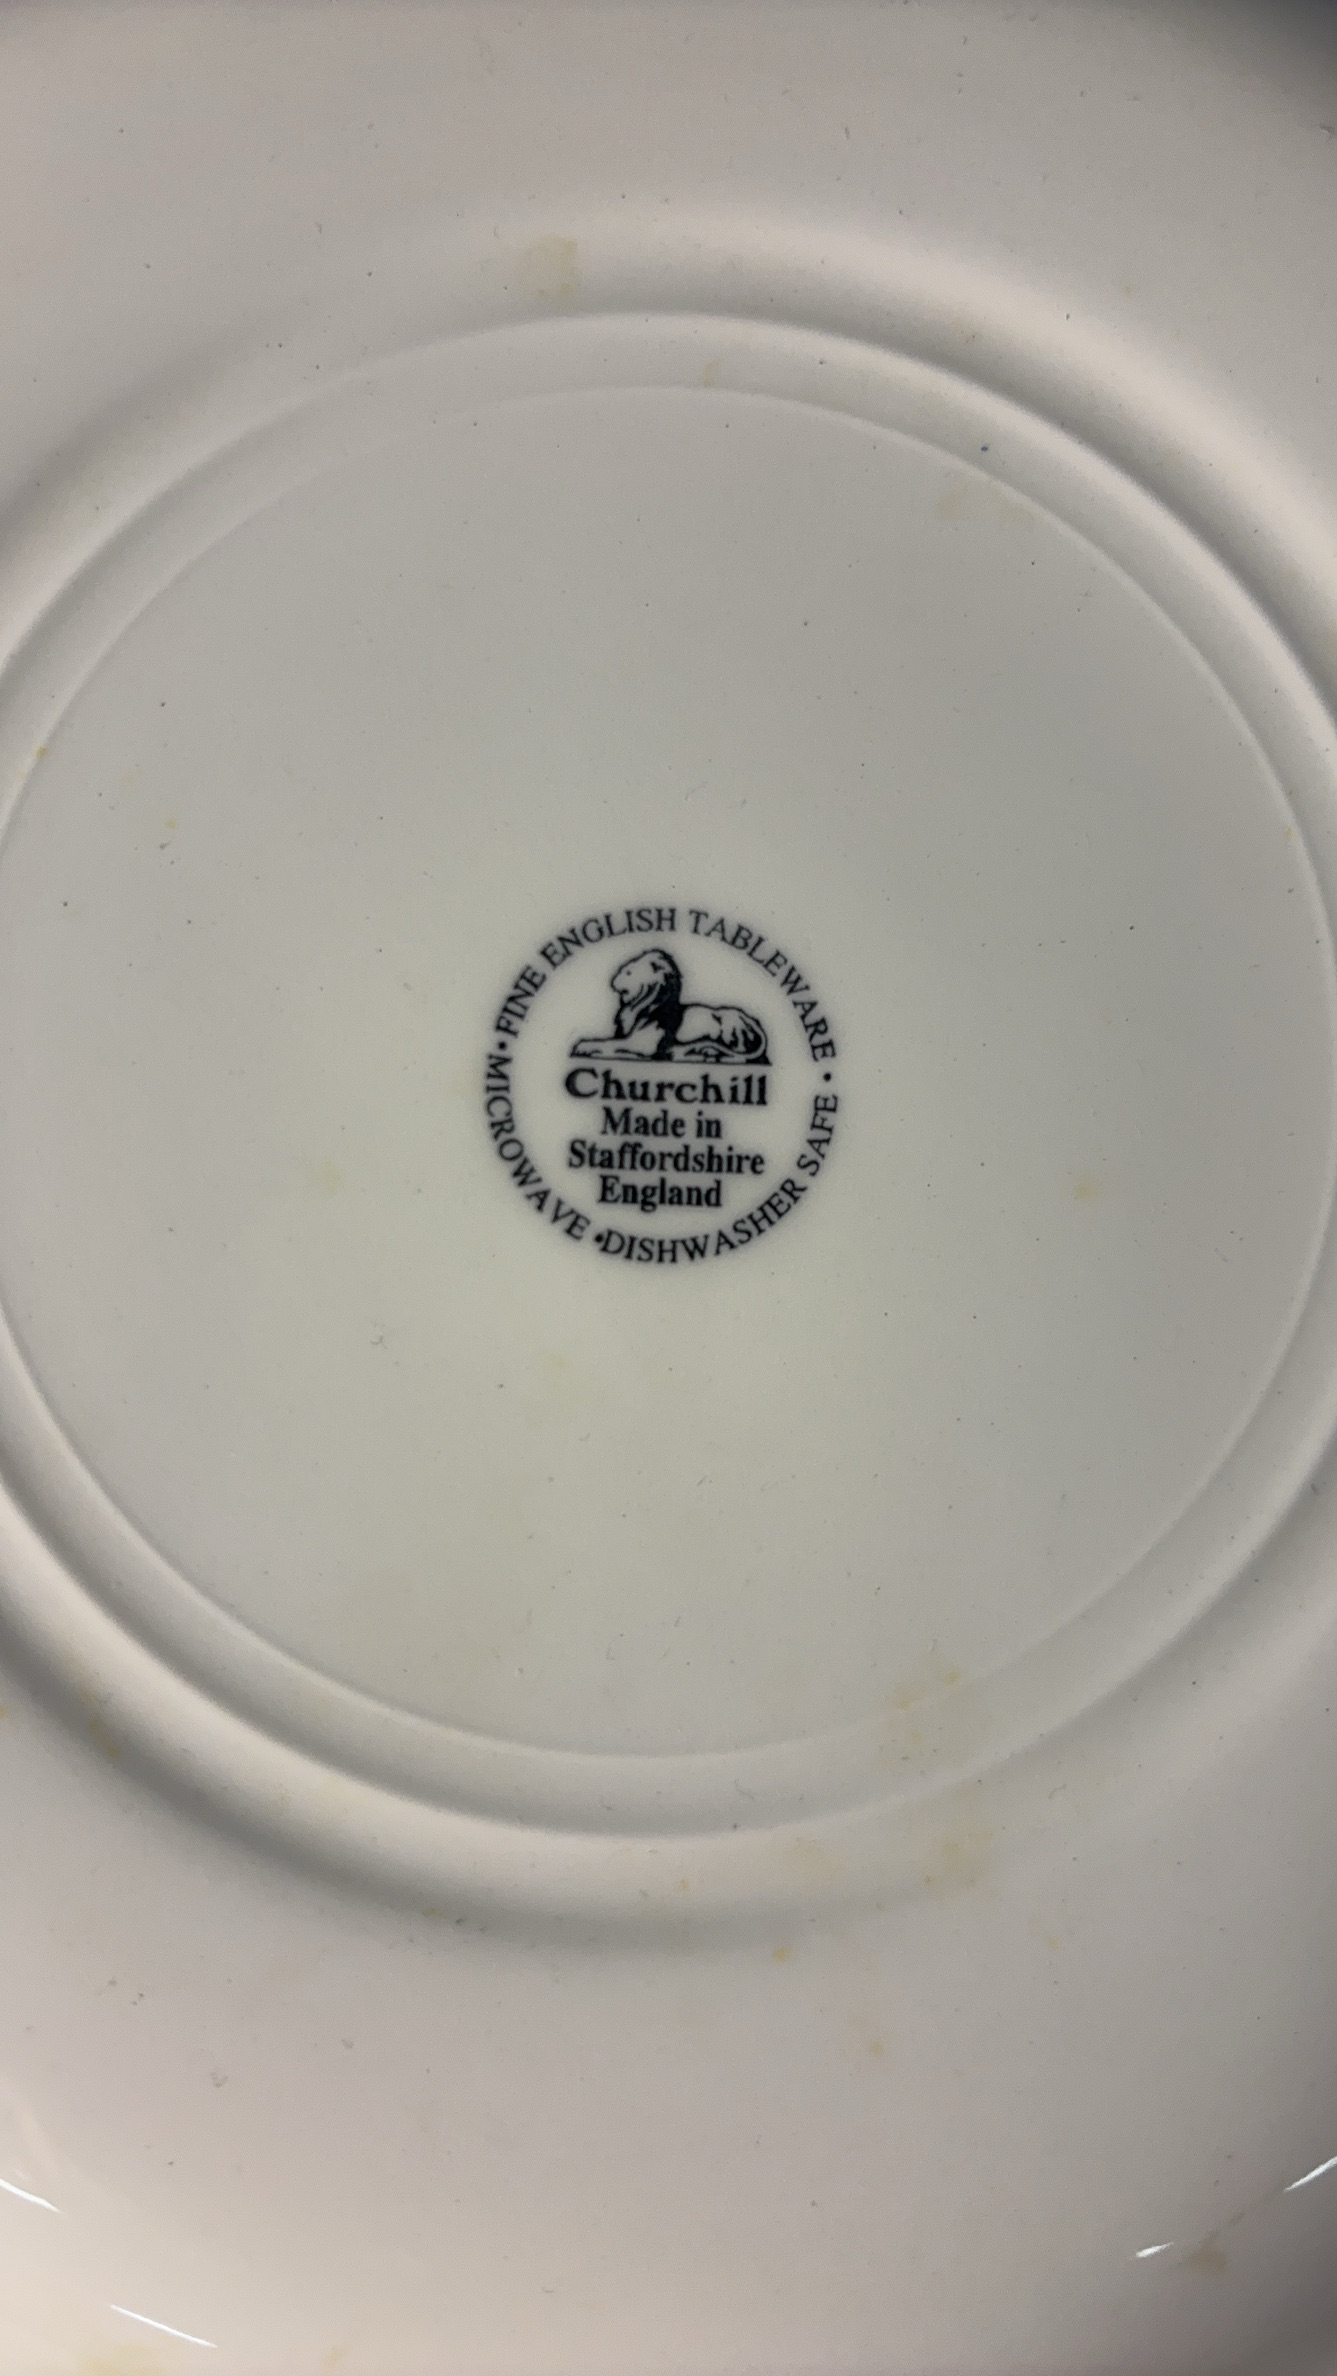 • FINE ENGLISH TABLEWARE •
Churchill
Made in
Staffordshire
England
MICROWAVE • DISHWASHER SAFE